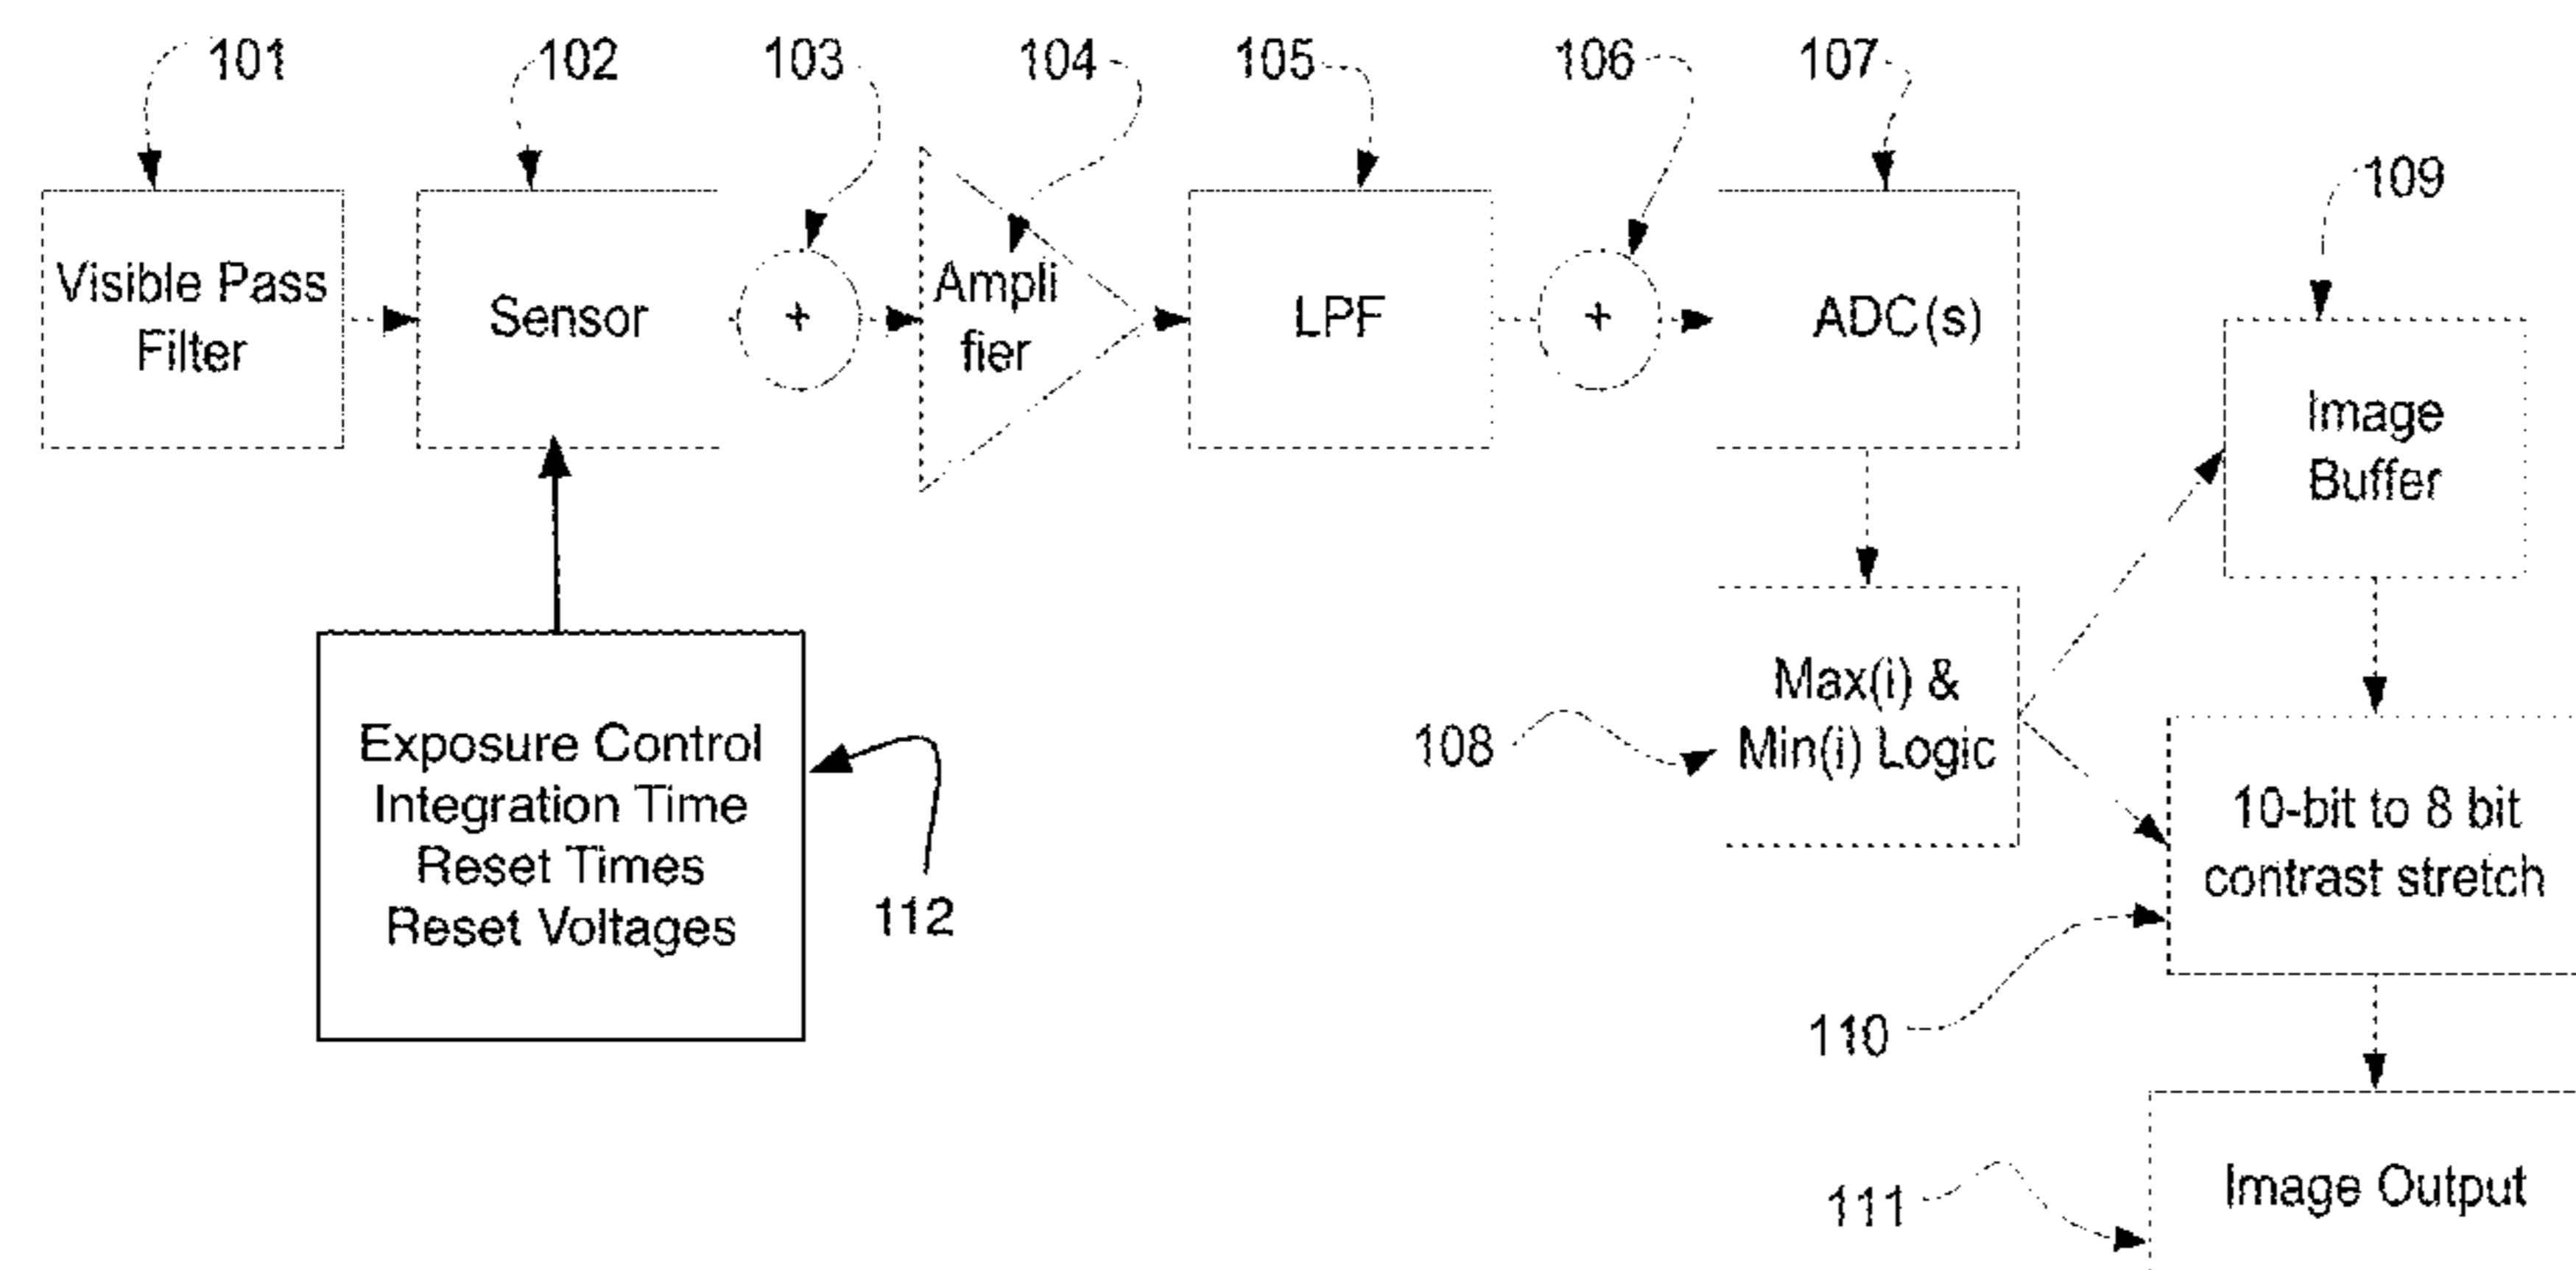 101
102
103
104
105
106
107
109
Visible Pass
Filter
Sensor
+
Ampli
fier
LPF
+
ADC(s)
Image
Buffer
Exposure Control
Integration Time
Reset Times
Reset Voltages
112
108
Max(i) &
Min(i) Logic
10-bit to 8 bit
contrast stretch
110
111
Image Output